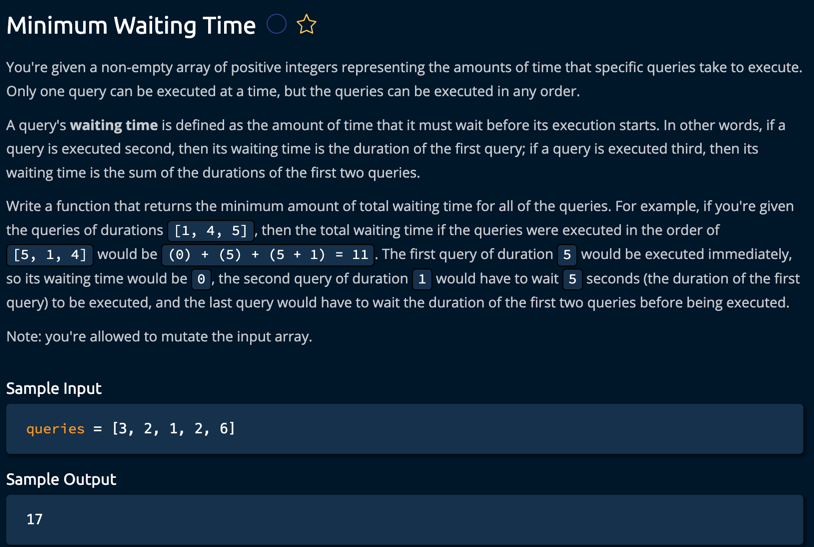 Minimum Waiting Time
You're given a non-empty array of positive integers representing the amounts of time that specific queries take to execute.
Only one query can be executed at a time, but the queries can be executed in any order.
A query's waiting time is defined as the amount of time that it must wait before its execution starts. In other words, if a
query is executed second, then its waiting time is the duration of the first query; if a query is executed third, then its
waiting time is the sum of the durations of the first two queries.
Write a function that returns the minimum amount of total waiting time for all of the queries. For example, if you're given
the queries of durations [1, 4, 5], then the total waiting time if the queries were executed in the order of
[5, 1, 4] would be (0) + (5) + (5 + 1) = 11. The first query of duration 5 would be executed immediately,
so its waiting time would be 0, the second query of duration 1 would have to wait 5 seconds (the duration of the first
query) to be executed, and the last query would have to wait the duration of the first two queries before being executed.
Note: you're allowed to mutate the input array.
Sample Input
queries = [3, 2, 1, 2, 6]
Sample Output
17